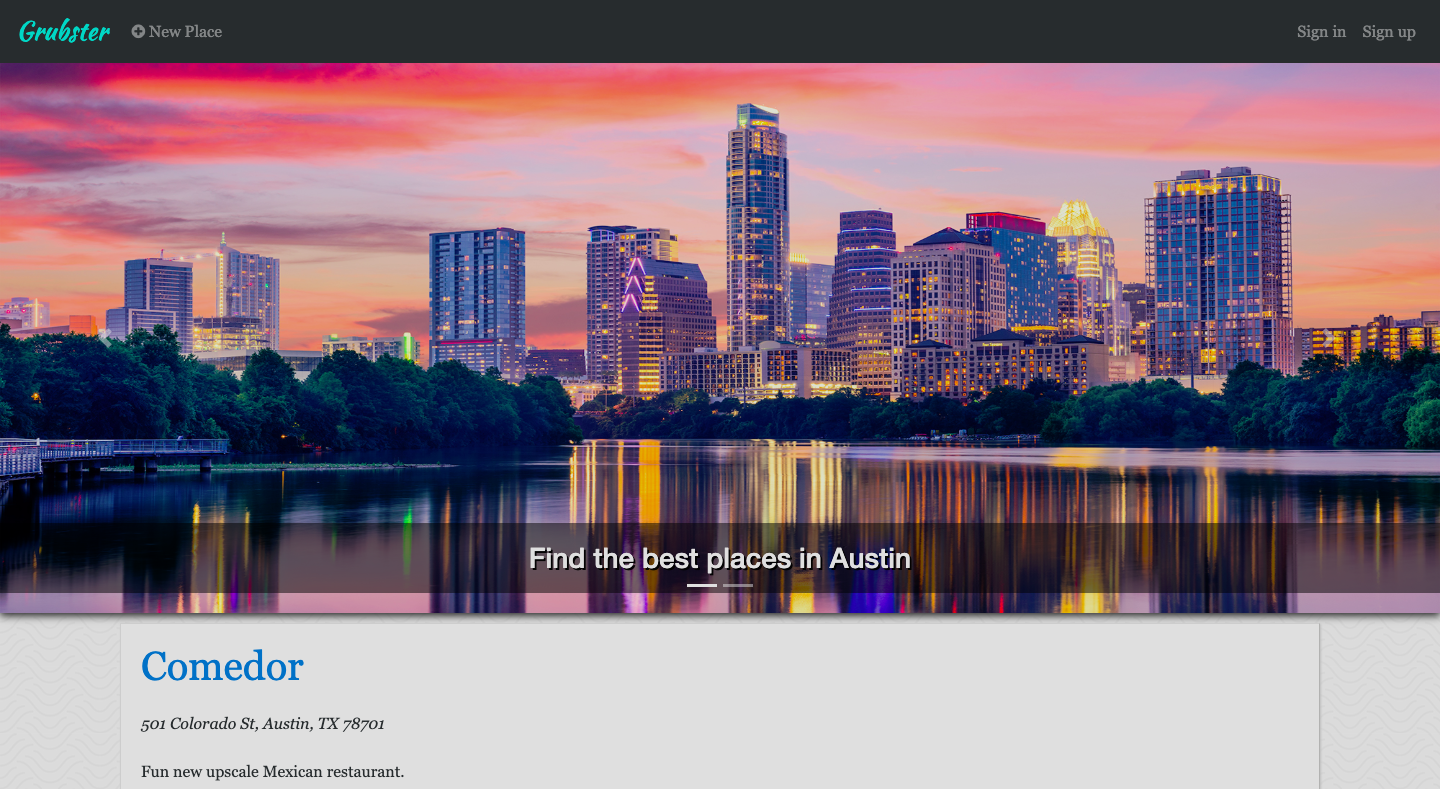 Grubster New Place Sign in Sign up
Find the best places in Austin
Comedor
501 Colorado St, Austin, TX 78701
Fun new upscale Mexican restaurant.